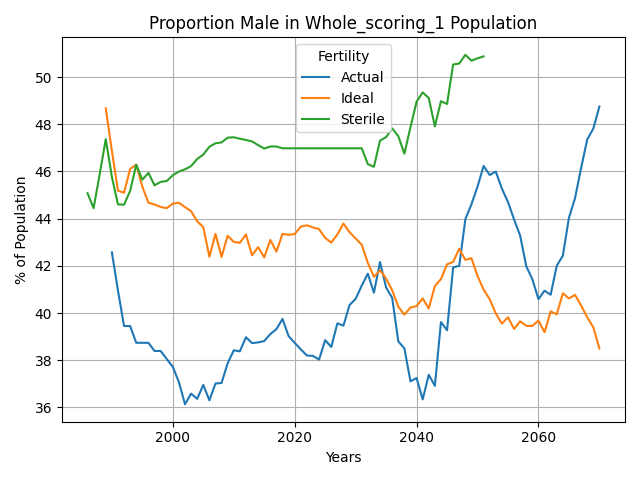 Proportion Male in Whole_scoring_1 Population
Fertility
Actual
Ideal
Sterile
% of Population
50
48
46
44
42
40
38
36
2000
2020
2040
2060
Years